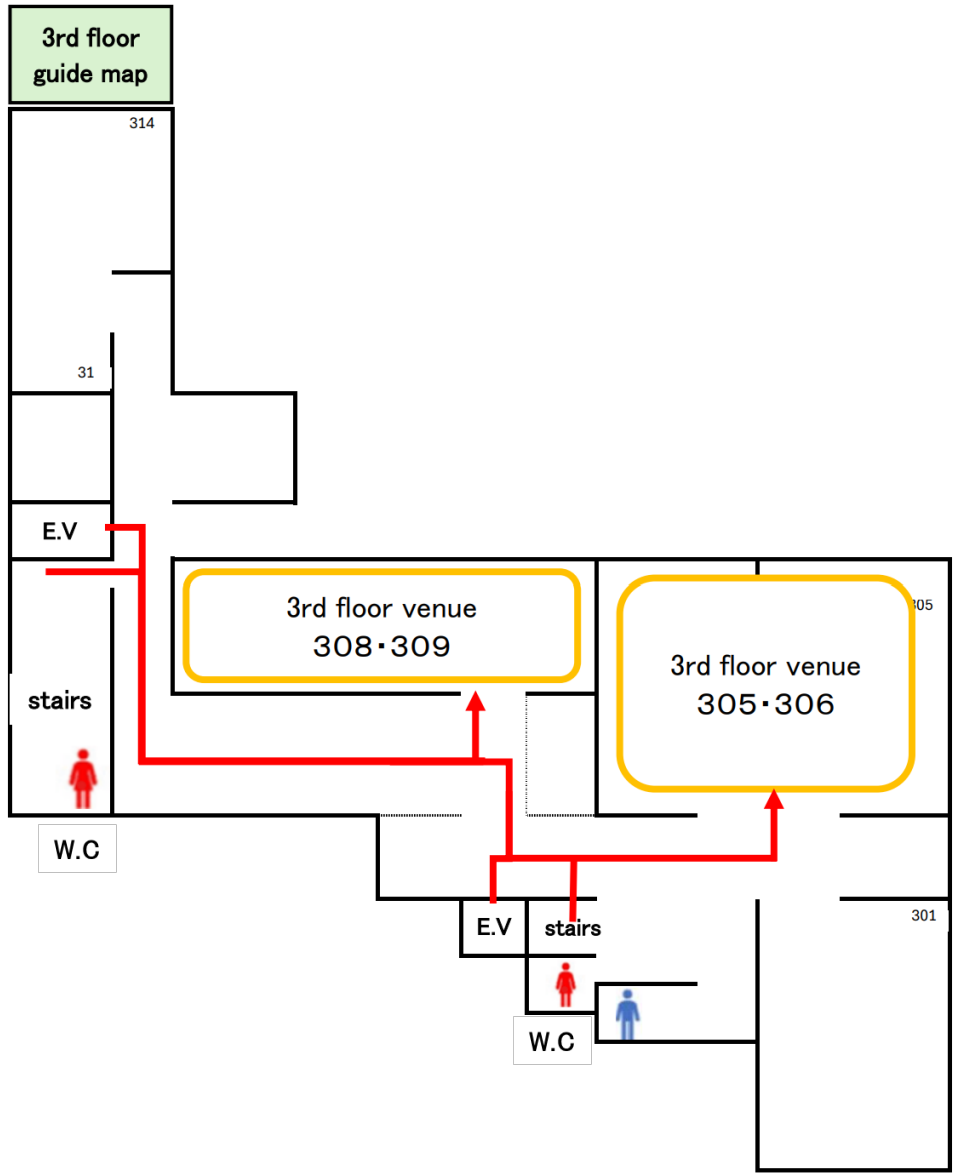 3rd floor
guide map
314
31
E.V
3rd floor venue
308・309
305
3rd floor venue
305・306
stairs
W.C
301
E.V
stairs
W.C